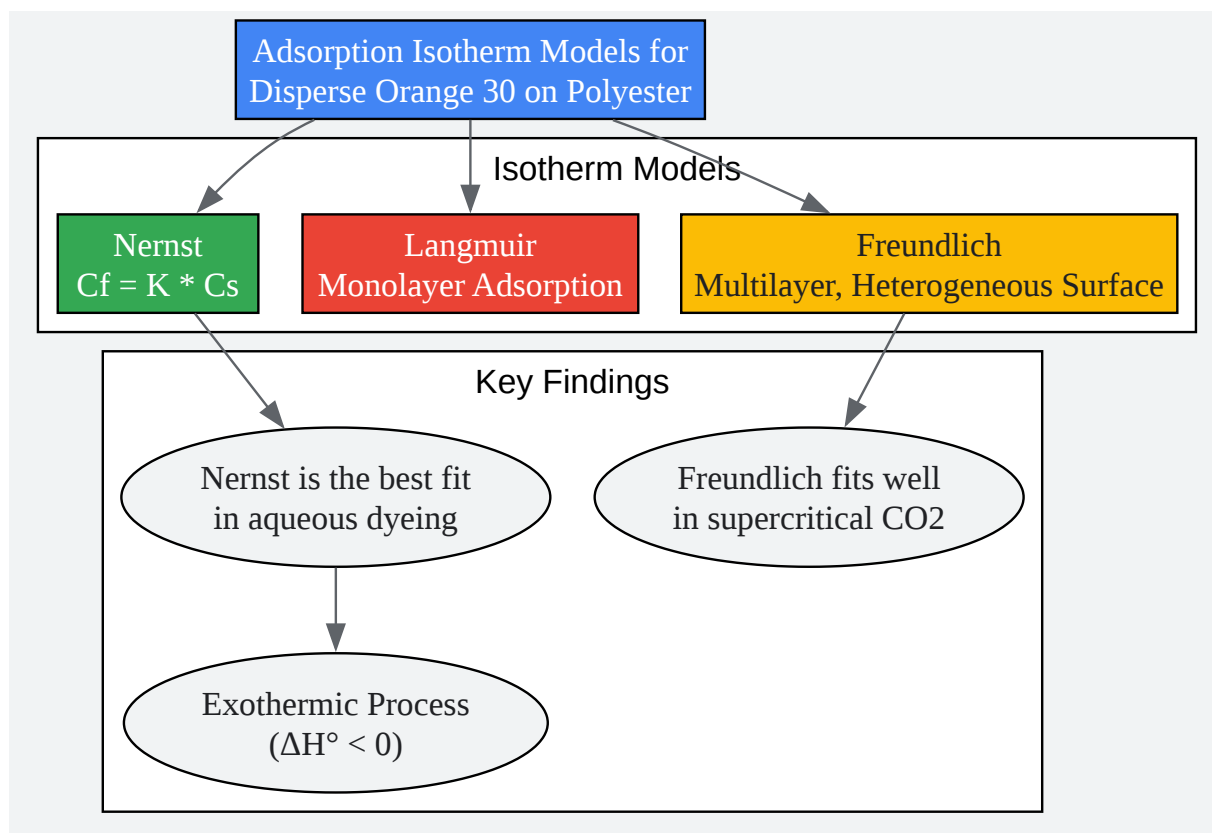 Adsorption Isotherm Models for
Disperse Orange 30 on Polyester
Isotherm Models
Nernst
Cf = K * Cs
Langmuir
Monolayer Adsorption
Freundlich
Multilayer, Heterogeneous Surface
Key Findings
Nernst is the best fit
in aqueous dyeing
Freundlich fits well
in supercritical CO2
Exothermic Process
(ΔH° < 0)